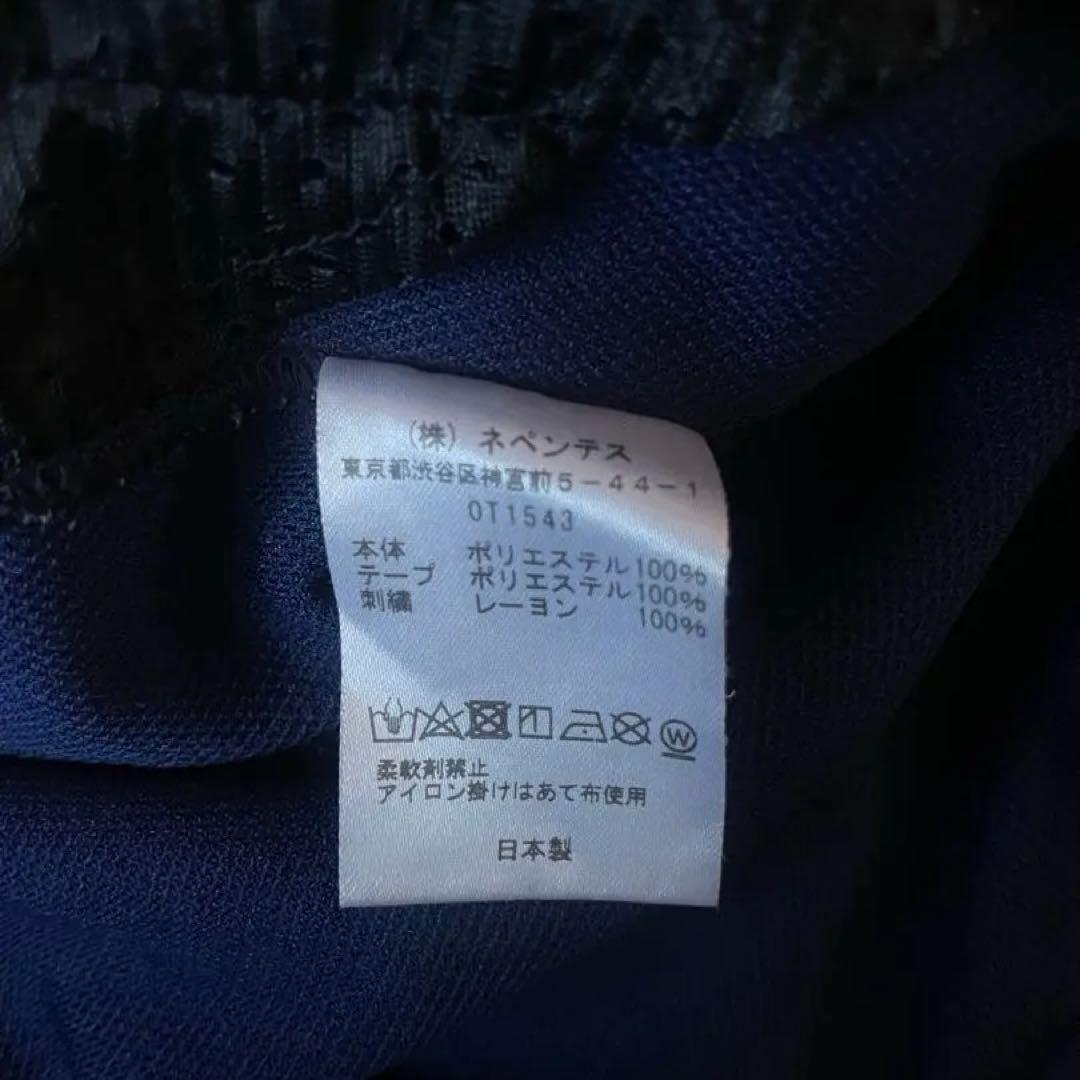 (株) ネペンテス
東京都渋谷区神宮前5-44-1
OT1543
本体 ポリエステル100%
テープ ポリエステル100%
刺繍 レーヨン 100%
W
柔軟剤禁止
アイロン掛けはあて布使用
日本製